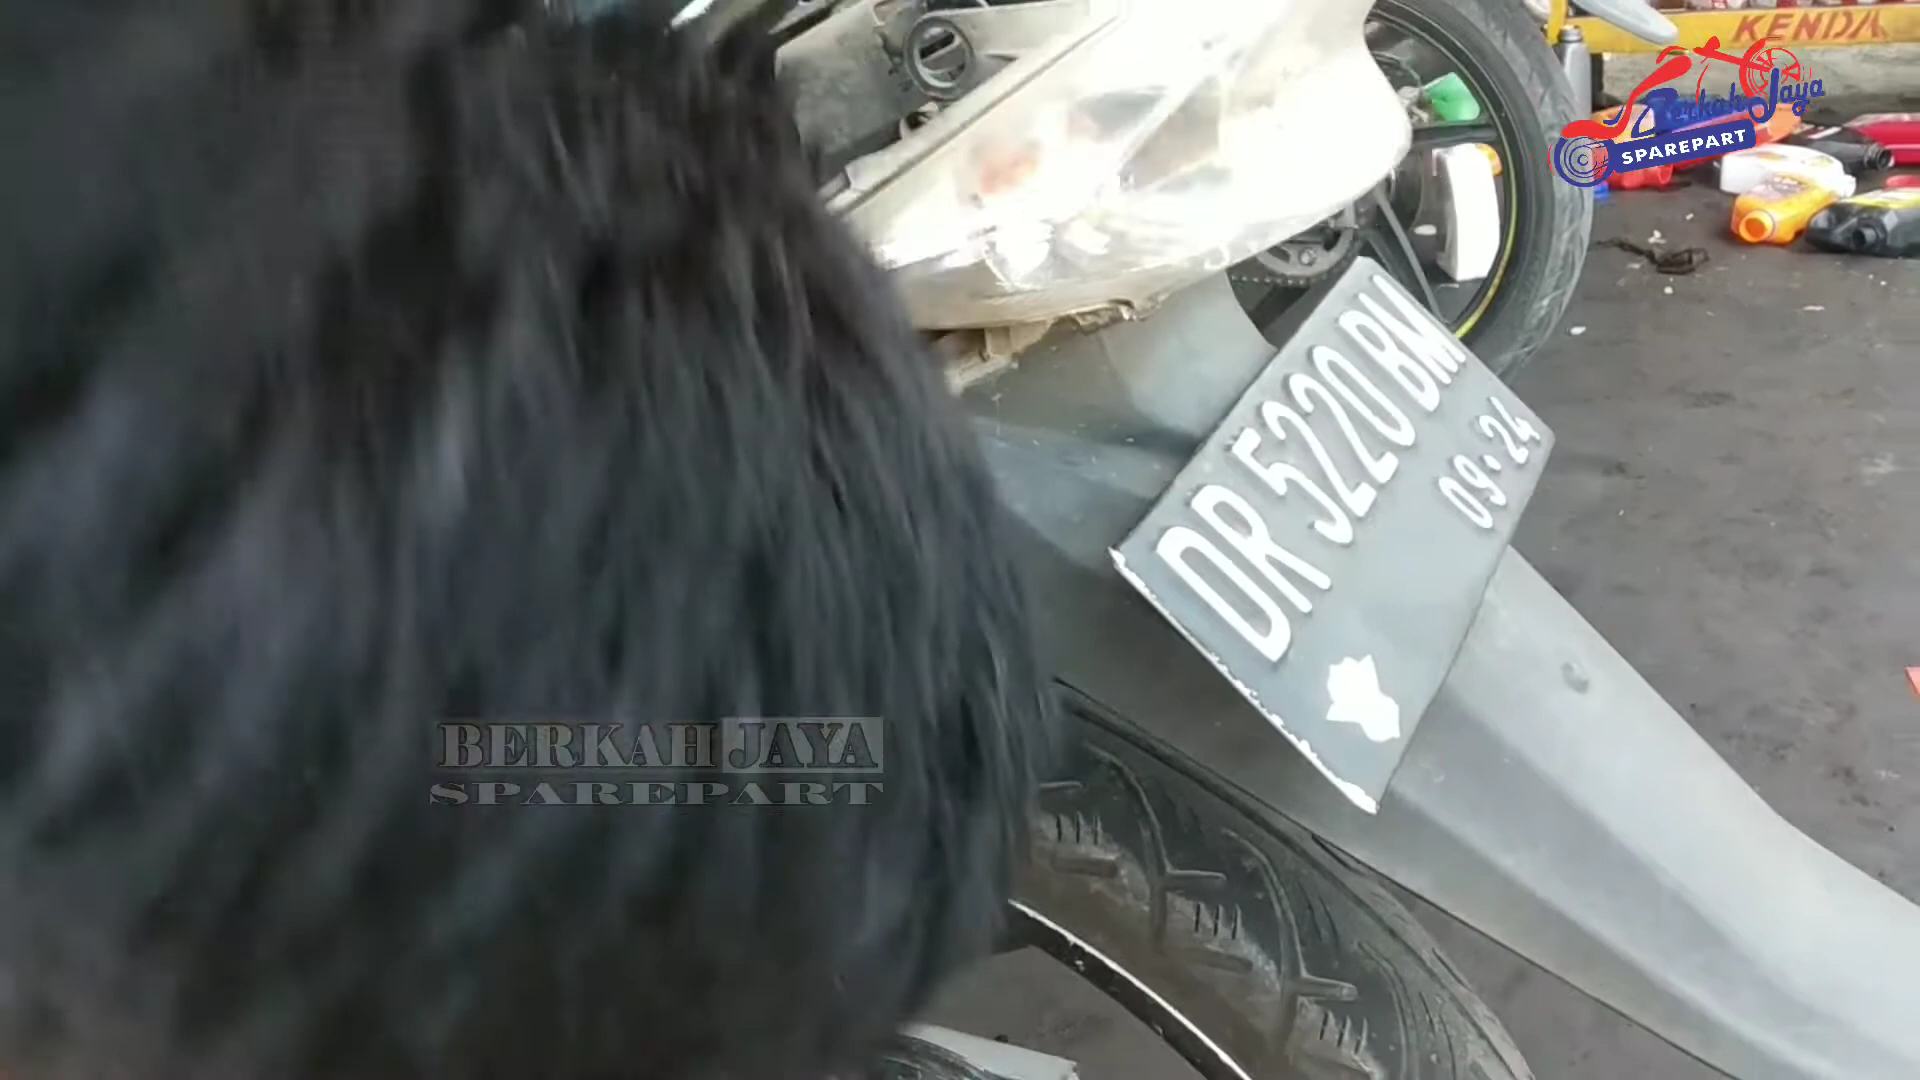 KENDA
Berkah Jaya
SPAREPART
DR 5220 BM
09·24
BERKAH JAYA
SPAREPART